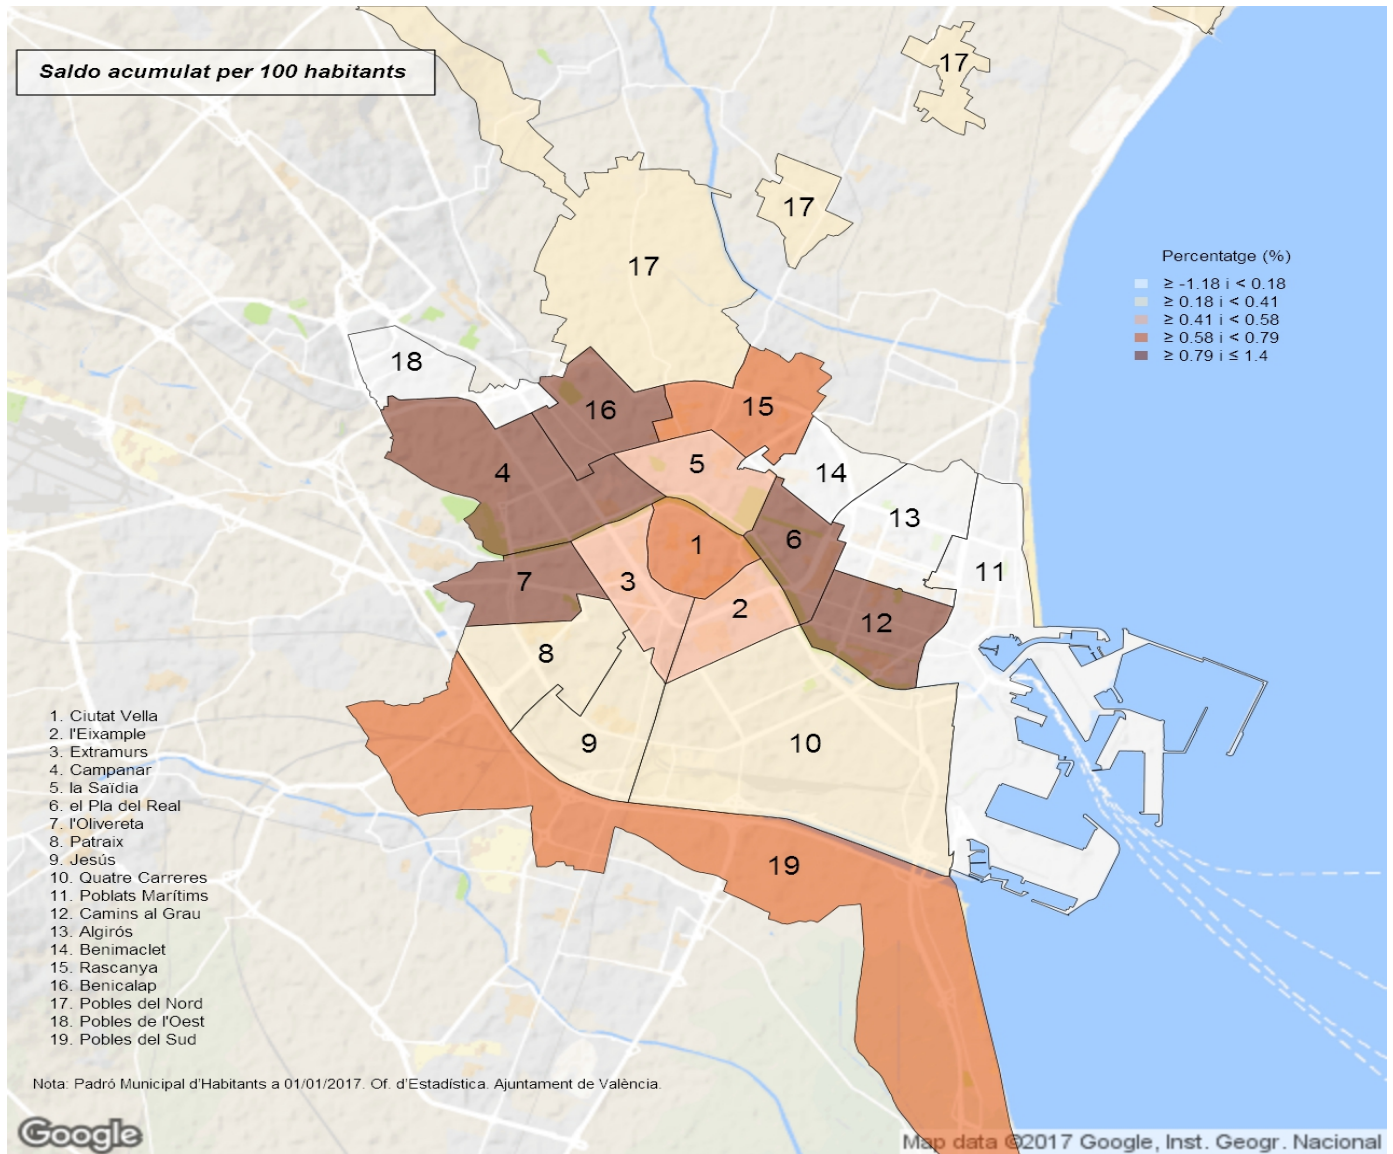 Saldo acumulat per 100 habitants
17
17
17
Percentatge (%)
≥ -1.18 i < 0.18
≥ 0.18 i < 0.41
≥ 0.41 i < 0.58
≥ 0.58 i < 0.79
≥ 0.79 i ≤ 1.4
18
16
15
4
5
14
13
1
6
11
7
3
2
12
8
9
10
19
1. Ciutat Vella
2. l'Eixample
3. Extramurs
4. Campanar
5. la Saïdia
6. el Pla del Real
7. l'Olivereta
8. Patraix
9. Jesús
10. Quatre Carreres
11. Poblats Marítims
12. Camins al Grau
13. Algirós
14. Benimaclet
15. Rascanya
16. Benicalap
17. Pobles del Nord
18. Pobles de l'Oest
19. Pobles del Sud
Nota: Padró Municipal d'Habitants a 01/01/2017. Of. d'Estadística. Ajuntament de València.
Google
Map data ©2017 Google, Inst. Geogr. Nacional